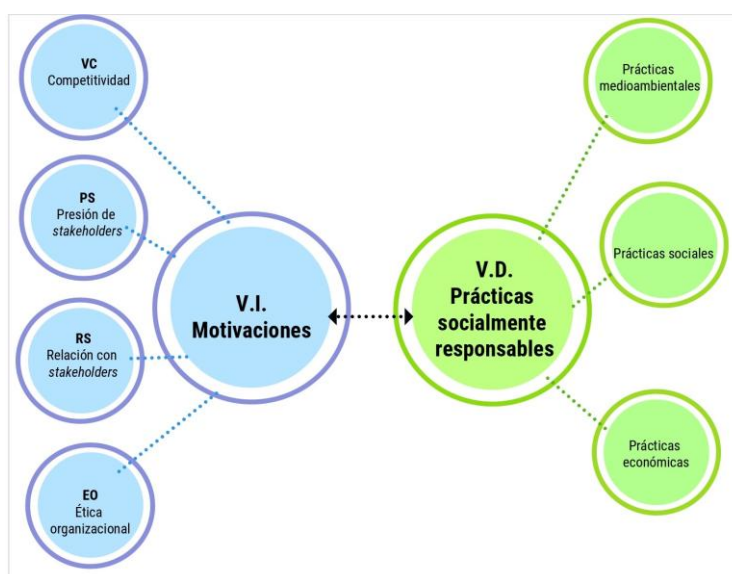 VC
Competitividad
PS
Presión de
stakeholders
RS
Relación con
stakeholders
EO
Ética
organizacional
V.I.
Motivaciones
V.D.
Prácticas
socialmente
responsables
Prácticas
medioambientales
Prácticas sociales
Prácticas
económicas